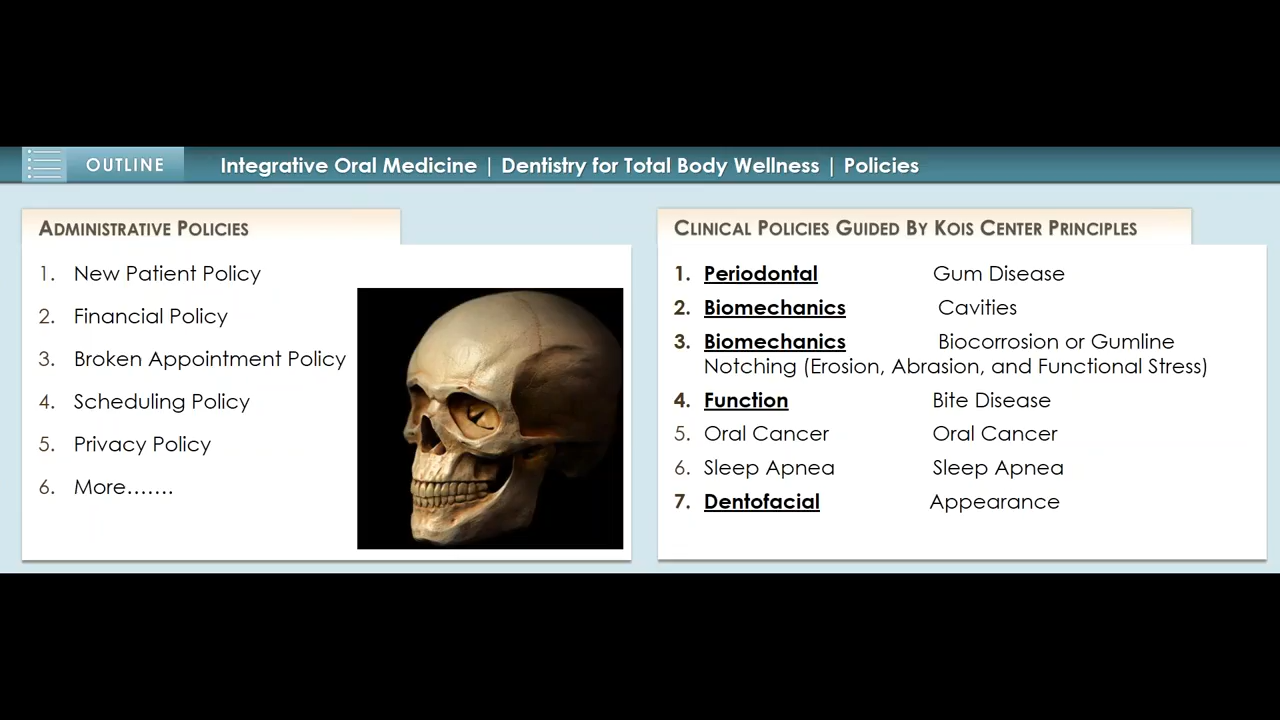 OUTLINE
Integrative Oral Medicine | Dentistry for Total Body Wellness | Policies
ADMINISTRATIVE POLICIES
1. New Patient Policy
2. Financial Policy
3. Broken Appointment Policy
4. Scheduling Policy
5. Privacy Policy
6. More.......
CLINICAL POLICIES GUIDED BY KOIS CENTER PRINCIPLES
1. Periodontal Gum Disease
2. Biomechanics Cavities
3. Biomechanics Biocorrosion or Gumline
Notching (Erosion, Abrasion, and Functional Stress)
4. Function Bite Disease
5. Oral Cancer Oral Cancer
6. Sleep Apnea Sleep Apnea
7. Dentofacial Appearance